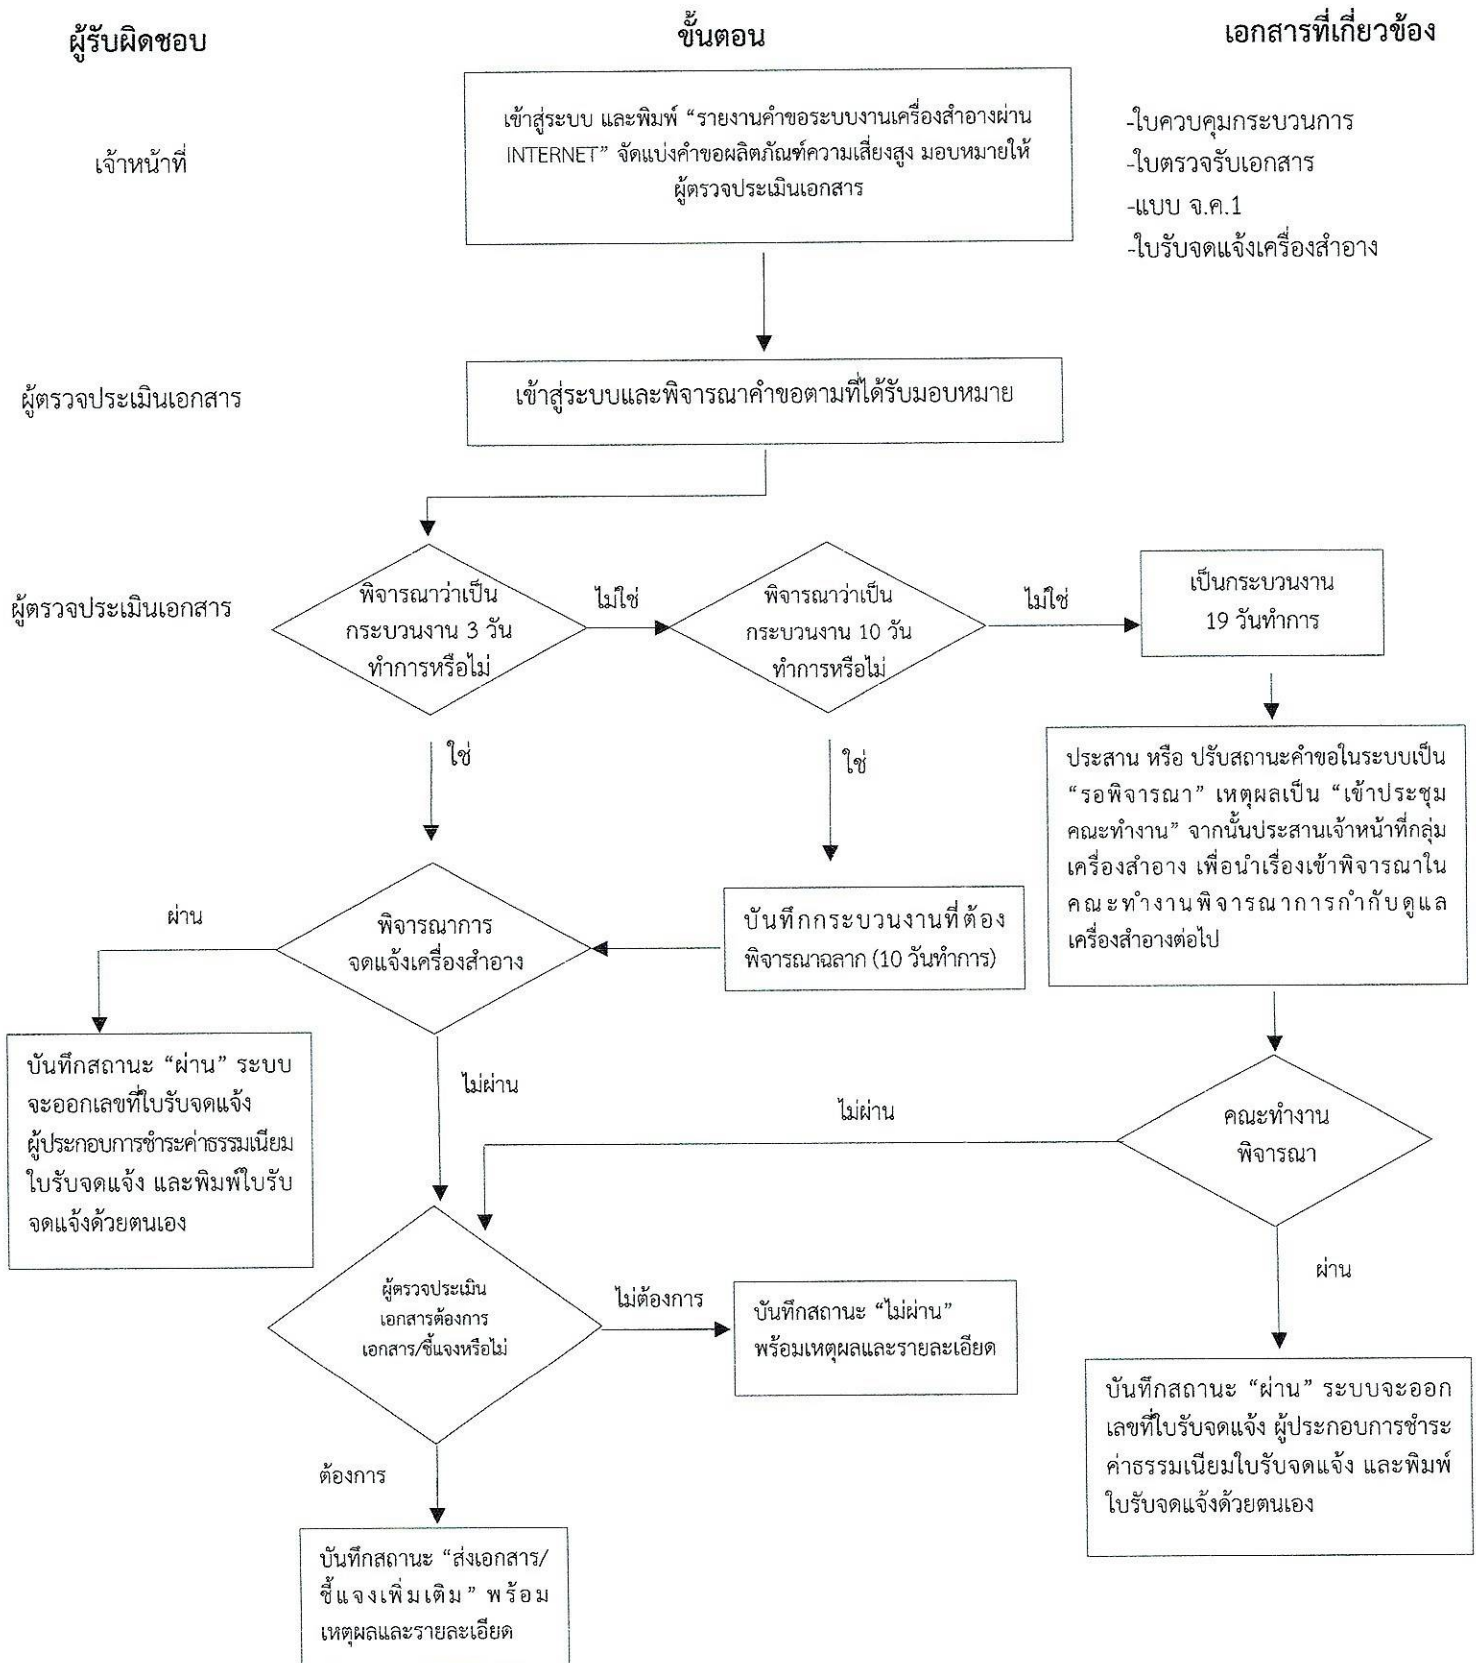 ผู้รับผิดชอบ
ขั้นตอน
เอกสารที่เกี่ยวข้อง
เจ้าหน้าที่
เข้าสู่ระบบ และพิมพ์ “รายงานคำขอระบบงานเครื่องสำอางผ่าน
INTERNET” จัดแบ่งคำขอผลิตภัณฑ์ความเสี่ยงสูง มอบหมายให้
ผู้ตรวจประเมินเอกสาร
-ใบควบคุมกระบวนการ
-ใบตรวจรับเอกสาร
-แบบ จ.ค.1
-ใบรับจดแจ้งเครื่องสำอาง
ผู้ตรวจประเมินเอกสาร
เข้าสู่ระบบและพิจารณาคำขอตามที่ได้รับมอบหมาย
ผู้ตรวจประเมินเอกสาร
พิจารณาว่าเป็น
กระบวนงาน 3 วัน
ทำการหรือไม่
ไม่ใช่
พิจารณาว่าเป็น
กระบวนงาน 10 วัน
ทำการหรือไม่
ไม่ใช่
เป็นกระบวนงาน
19 วันทำการ
ใช่
ใช่
ประสาน หรือ ปรับสถานะคำขอในระบบเป็น
“รอพิจารณา” เหตุผลเป็น “เข้าประชุม
คณะทำงาน” จากนั้นประสานเจ้าหน้าที่กลุ่ม
เครื่องสำอาง เพื่อนำเรื่องเข้าพิจารณาใน
คณะทำงานพิจารณาการกำกับดูแล
เครื่องสำอางต่อไป
ผ่าน
พิจารณาการ
จดแจ้งเครื่องสำอาง
บันทึกกระบวนงานที่ต้อง
พิจารณาฉลาก (10 วันทำการ)
บันทึกสถานะ “ผ่าน” ระบบ
จะออกเลขที่ใบรับจดแจ้ง
ผู้ประกอบการชำระค่าธรรมเนียม
ใบรับจดแจ้ง และพิมพ์ใบรับ
จดแจ้งด้วยตนเอง
ไม่ผ่าน
ไม่ผ่าน
คณะทำงาน
พิจารณา
ผ่าน
ผู้ตรวจประเมิน
เอกสารต้องการ
เอกสาร/ชี้แจงหรือไม่
ไม่ต้องการ
บันทึกสถานะ “ไม่ผ่าน”
พร้อมเหตุผลและรายละเอียด
บันทึกสถานะ “ผ่าน” ระบบจะออก
เลขที่ใบรับจดแจ้ง ผู้ประกอบการชำระ
ค่าธรรมเนียมใบรับจดแจ้ง และพิมพ์
ใบรับจดแจ้งด้วยตนเอง
ต้องการ
บันทึกสถานะ “ส่งเอกสาร/
ชี้แจงเพิ่มเติม” พร้อม
เหตุผลและรายละเอียด